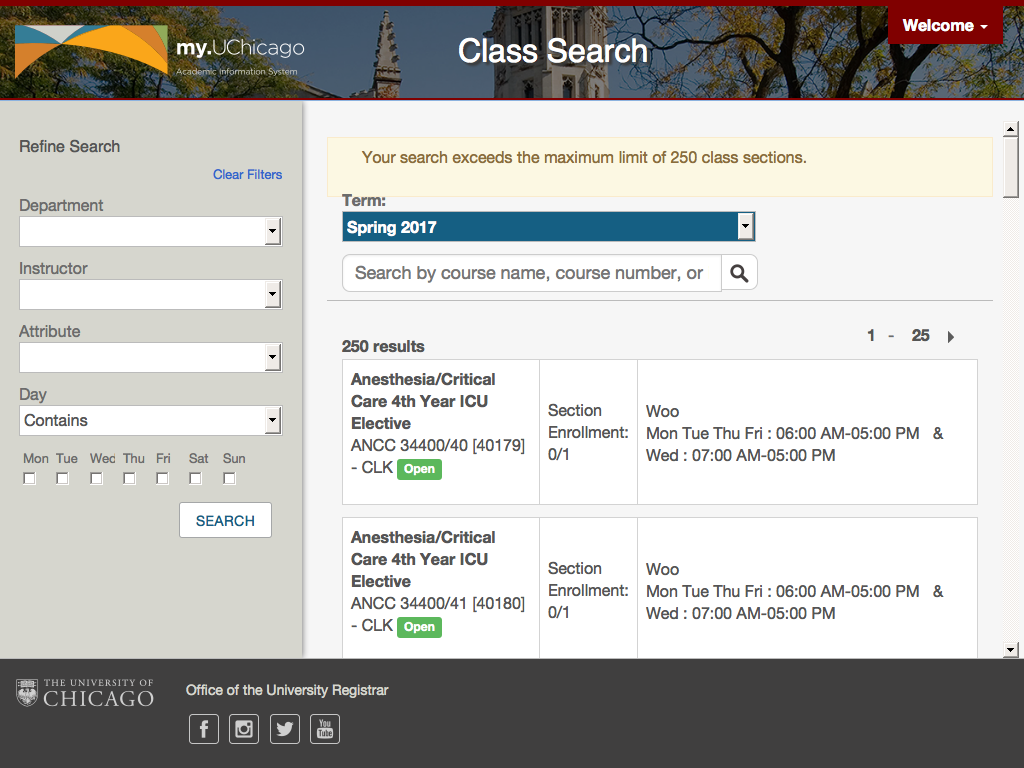 my.UChicago
Academic Information System
Class Search
Welcome
Refine Search
Clear Filters
Department
Instructor
Attribute
Day
Contains
Mon Tue Wed Thu Fri Sat Sun
SEARCH
Your search exceeds the maximum limit of 250 class sections.
Term:
Spring 2017
Search by course name, course number, or
250 results
1 - 25
Anesthesia/Critical
Care 4th Year ICU
Elective
ANCC 34400/40 [40179]
- CLK Open
Section
Enrollment:
0/1
Woo
Mon Tue Thu Fri : 06:00 AM-05:00 PM &
Wed : 07:00 AM-05:00 PM
Anesthesia/Critical
Care 4th Year ICU
Elective
ANCC 34400/41 [40180]
- CLK Open
Section
Enrollment:
0/1
Woo
Mon Tue Thu Fri : 06:00 AM-05:00 PM &
Wed : 07:00 AM-05:00 PM
THE UNIVERSITY OF
CHICAGO
Office of the University Registrar
You
Tube